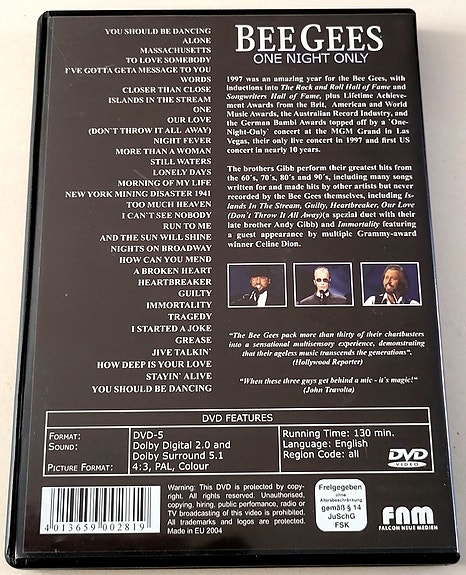 YOU SHOULD BE DANCING
ALONE
MASSACHUSETTS
TO LOVE SOMEBODY
I'VE GOTTA GETA MESSAGE TO YOU
WORDS
CLOSER THAN CLOSE
ISLANDS IN THE STREAM
ONE
OUR LOVE
(DON'T THROW IT ALL AWAY)
NIGHT FEVER
MORE THAN A WOMAN
STILL WATERS
LONELY DAYS
MORNING OF MY LIFE
NEW YORK MINING DISASTER 1941
TOO MUCH HEAVEN
I CAN`T SEE NOBODY
RUN TO ME
AND THE SUN WILL SHINE
NIGHTS ON BROADWAY
HOW CAN YOU MEND
A BROKEN HEART
HEARTBREAKER
GUILTY
IMMORTALITY
TRAGEDY
I STARTED A JOKE
GREASE
JIVE TALKIN`
HOW DEEP IS YOUR LOVE
STAYIN` ALIVE
YOU SHOULD BE DANCING
BEE GEES
ONE NIGHT ONLY
1997 was an amazing year for the Bee Gees, with
inductions into The Rock and Roll Hall of Fame and
Songwriters Hall of Fame, plus Lifetime Achieve-
ment Awards from the Brit, American and World
Music Awards, the Australian Record Industry, and
the German Bambi Awards topped off by a `One-
Night-Only` concert at the MGM Grand in Las
Vegas, their only live concert in 1997 and first US
concert in nearly 10 years.
The brothers Gibb perform their greatest hits from
the 60`s, 70`s, 80`s and 90`s, including many songs
written for and made hits by other artists but never
recorded by the Bee Gees themselves, including Is-
lands In The Stream, Guilty, Heartbreaker, Our Love
(Don`t Throw It All Away)(a spezial duet with their
late brother Andy Gibb) and Immortality featuring
a guest appearance by multiple Grammy-award
winner Celine Dion.
"The Bee Gees pack more than thirty of their chartbusters
into a sensational multisensory experience, demonstrating
that their ageless music transcends the generations".
(Hollywood Reporter)
"When these three guys get behind a mic - it's magic!"
(John Travolta)
DVD FEATURES
FORMAT: DVD-5
SOUND: Dolby Digital 2.0 and
Dolby Surround 5.1
PICTURE FORMAT: 4:3, PAL, Colour
Running Time: 130 min.
Language: English
Region Code: all
DVD
VIDEO
4 013659 002819
Warning: This DVD is protected by copy-
right. All rights reserved. Unauthorised,
copying, hiring, public perfomance, radio or
TV broadcasting of this video is prohibited.
All trademarks and logos are protected.
Made in EU 2004
Freigegeben
ohne
Altersbeschränkung
gemäß § 14
JuSchG
FSK
FNM
FALCON NEUE MEDIEN